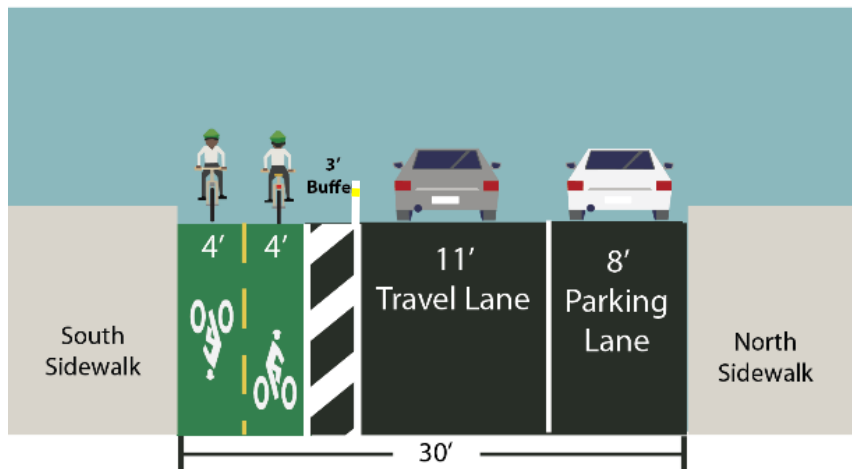 3’
Buffe
4’
4’
11’
Travel Lane
8’
Parking
Lane
South
Sidewalk
North
Sidewalk
30’